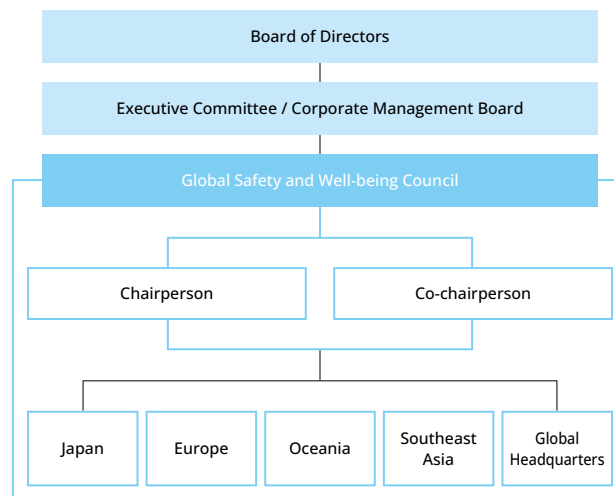 Board of Directors
Executive Committee / Corporate Management Board
Global Safety and Well-being Council
Chairperson
Co-chairperson
Japan
Europe
Oceania
Southeast
Asia
Global
Headquarters